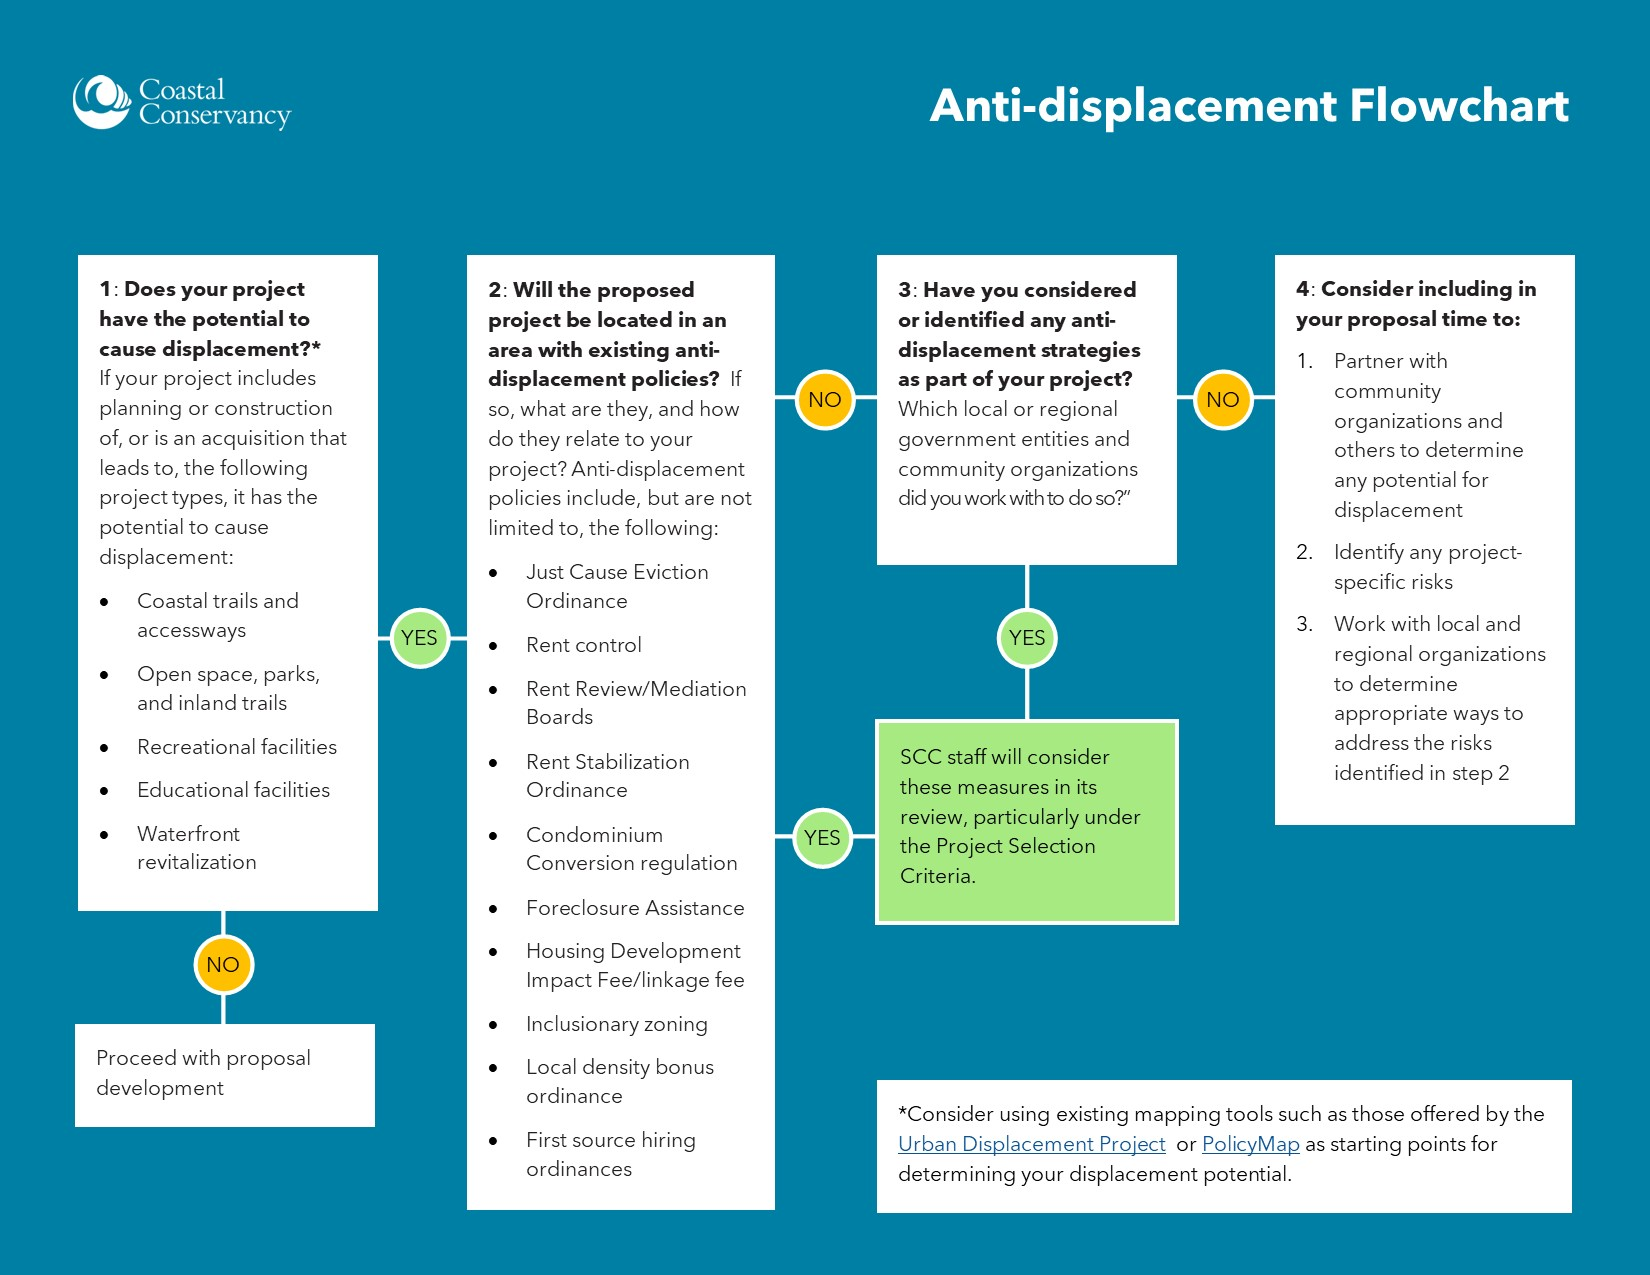 Coastal
Conservancy
Anti-displacement Flowchart
1: Does your project
have the potential to
cause displacement?*
If your project includes
planning or construction
of, or is an acquisition that
leads to, the following
project types, it has the
potential to cause
displacement:
• Coastal trails and
accessways
• Open space, parks,
and inland trails
• Recreational facilities
• Educational facilities
• Waterfront
revitalization
NO
Proceed with proposal
development
YES
2: Will the proposed
project be located in an
area with existing anti-
displacement policies? If
so, what are they, and how
do they relate to your
project? Anti-displacement
policies include, but are not
limited to, the following:
• Just Cause Eviction
Ordinance
• Rent control
• Rent Review/Mediation
Boards
• Rent Stabilization
Ordinance
• Condominium
Conversion regulation
• Foreclosure Assistance
• Housing Development
Impact Fee/linkage fee
• Inclusionary zoning
• Local density bonus
ordinance
• First source hiring
ordinances
NO
YES
3: Have you considered
or identified any anti-
displacement strategies
as part of your project?
Which local or regional
government entities and
community organizations
did you work with to do so?”
YES
SCC staff will consider
these measures in its
review, particularly under
the Project Selection
Criteria.
NO
4: Consider including in
your proposal time to:
1. Partner with
community
organizations and
others to determine
any potential for
displacement
2. Identify any project-
specific risks
3. Work with local and
regional organizations
to determine
appropriate ways to
address the risks
identified in step 2
*Consider using existing mapping tools such as those offered by the
Urban Displacement Project or PolicyMap as starting points for
determining your displacement potential.